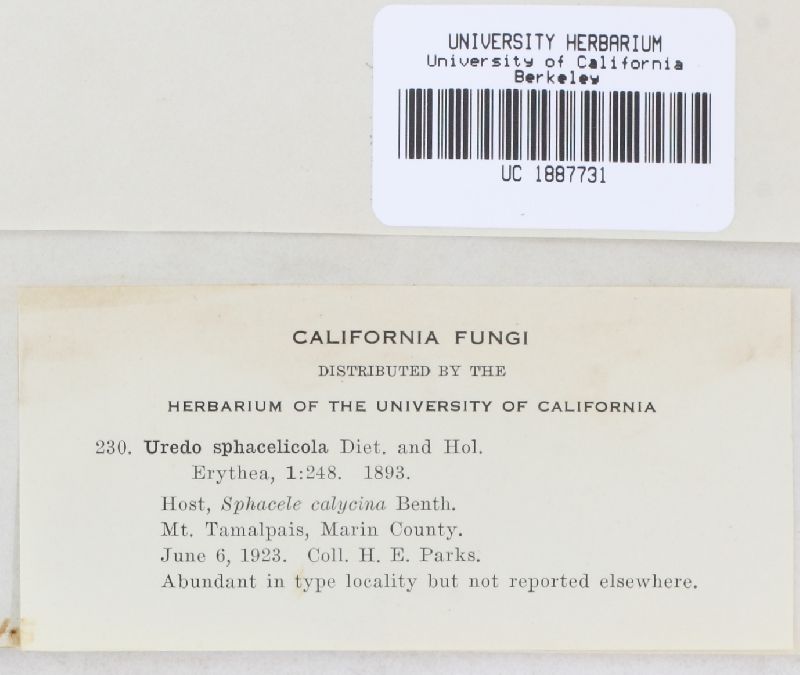 UNIVERSITY HERBARIUM
University of California
Berkeley
UC 1887731
CALIFORNIA FUNGI
DISTRIBUTED BY THE
HERBARIUM OF THE UNIVERSITY OF CALIFORNIA
230. Uredo sphacelicola Diet. and Hol.
Erythea, 1:248. 1893.
Host, Sphacele calycina Benth.
Mt. Tamalpais, Marin County.
June 6, 1923. Coll. H. E. Parks.
Abundant in type locality but not reported elsewhere.